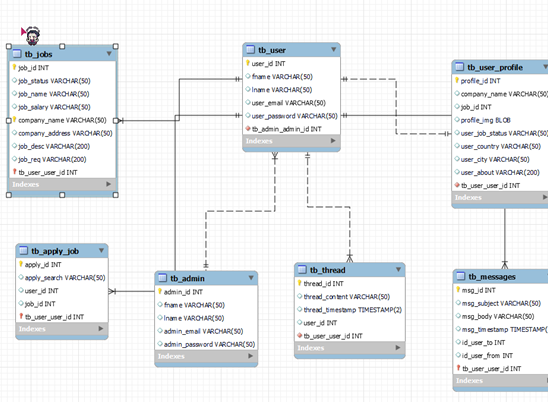 tb_jobs
job_id INT
job_status VARCHAR(50)
job_name VARCHAR(50)
job_salary VARCHAR(50)
company_name VARCHAR(50)
company_address VARCHAR(50)
job_desc VARCHAR(200)
job_req VARCHAR(200)
tb_user_user_id INT
Indexes
tb_user
user_id INT
fname VARCHAR(50)
lname VARCHAR(50)
user_email VARCHAR(50)
user_password VARCHAR(50)
tb_admin_admin_id INT
Indexes
tb_user_profile
profile_id INT
company_name VARCHAR(50)
job_id INT
profile_img BLOB
user_job_status VARCHAR(50)
user_country VARCHAR(50)
user_city VARCHAR(50)
user_about VARCHAR(200)
tb_user_user_id INT
Indexes
tb_apply_job
apply_id INT
apply_search VARCHAR(50)
user_id INT
job_id INT
tb_user_user_id INT
Indexes
tb_admin
admin_id INT
fname VARCHAR(50)
lname VARCHAR(50)
admin_email VARCHAR(50)
admin_password VARCHAR(50)
Indexes
tb_thread
thread_id INT
thread_content VARCHAR(50)
thread_timestamp TIMESTAMP(2)
user_id INT
tb_user_user_id INT
Indexes
tb_messages
msg_id INT
msg_subject VARCHAR(50)
msg_body VARCHAR(50)
msg_timestamp TIMESTAMP(
id_user_to INT
id_user_from INT
tb_user_user_id INT
Indexes